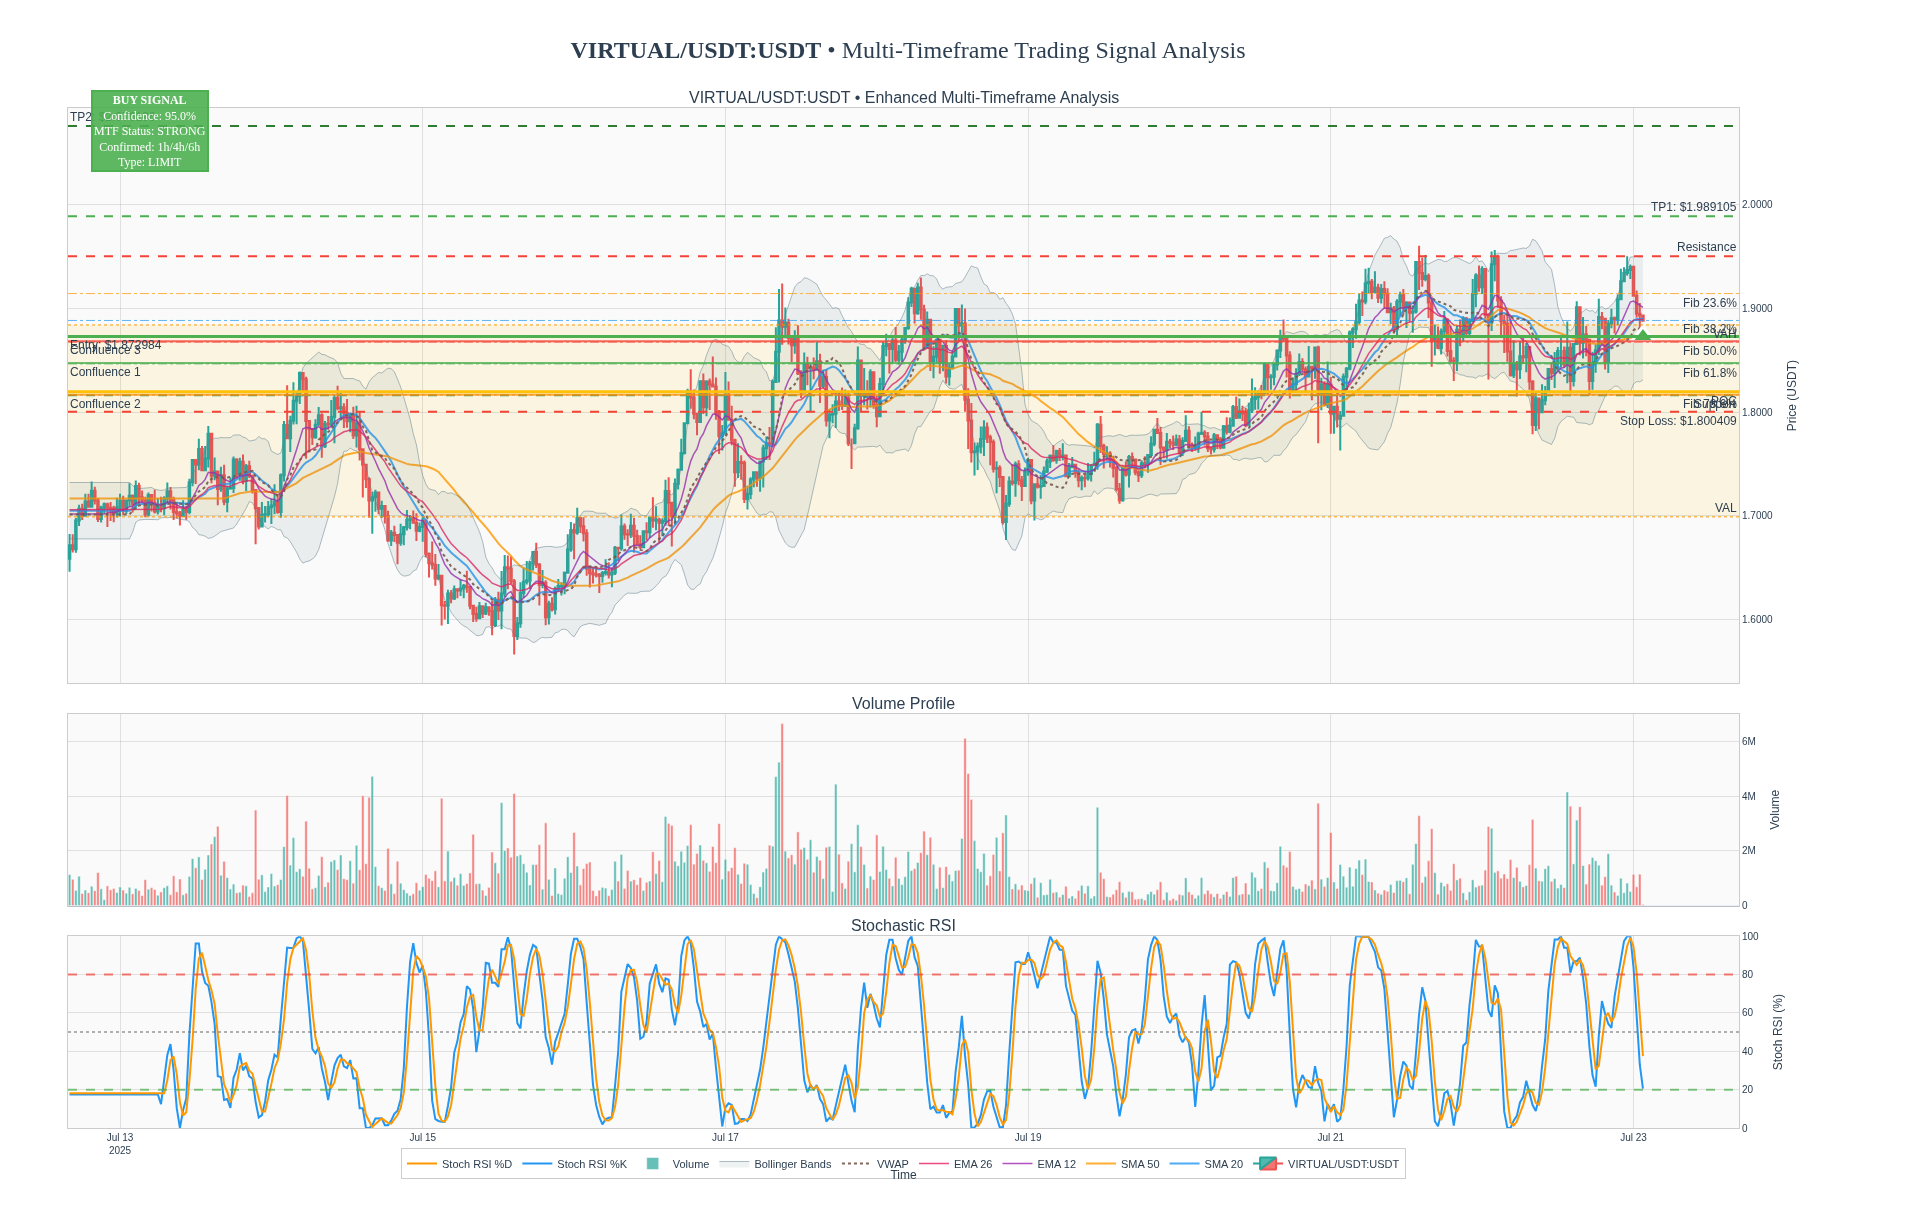 VIRTUAL/USDT:USDT • Multi-Timeframe Trading Signal Analysis
VIRTUAL/USDT:USDT • Enhanced Multi-Timeframe Analysis
BUY SIGNAL
Confidence: 95.0%
MTF Status: STRONG
Confirmed: 1h/4h/6h
Type: LIMIT
TP2
TP1: $1.989105
Resistance
Fib 23.6%
Fib 38.2%
VAH
Entry: $1.872984
Confluence 3
Fib 50.0%
Confluence 1
Fib 61.8%
Confluence 2
POC
Support
Stop Loss: $1.800409
VAL
2.0000
1.9000
1.8000
1.7000
1.6000
Price (USDT)
Volume Profile
6M
4M
2M
0
Volume
Stochastic RSI
100
80
60
40
20
0
Stoch RSI (%)
Jul 13
2025
Jul 15
Jul 17
Jul 19
Jul 21
Jul 23
Stoch RSI %D
Stoch RSI %K
Volume
Bollinger Bands
VWAP
EMA 26
EMA 12
SMA 50
SMA 20
VIRTUAL/USDT:USDT
Time